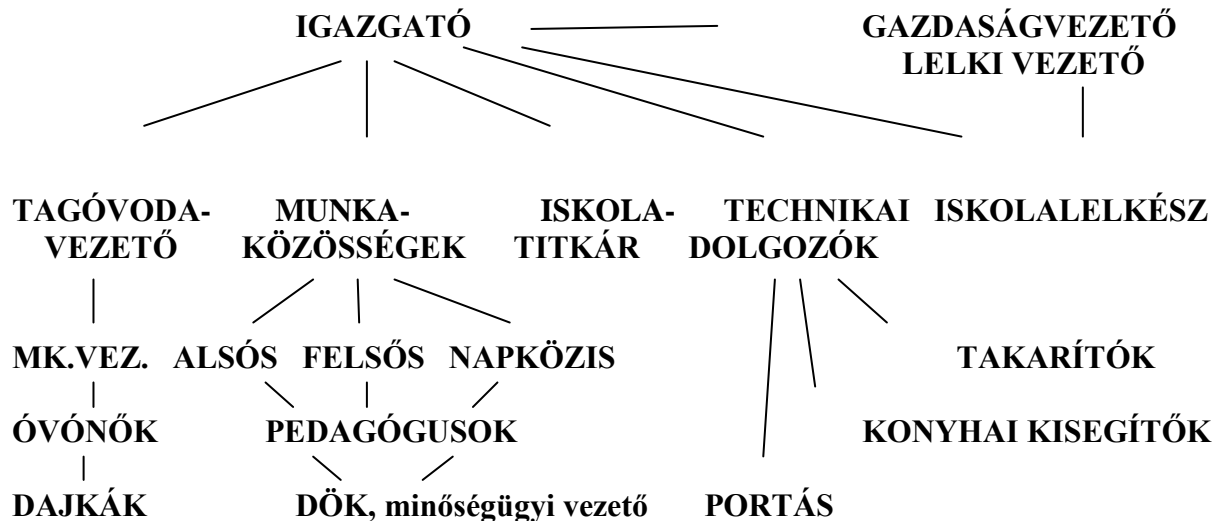 IGAZGATÓ GAZDASÁGVEZETŐ
LELKI VEZETŐ
TAGÓVODA- MUNKA- ISKOLA- TECHNIKAI ISKOLALELKÉSZ
VEZETŐ KÖZÖSSÉGEK TITKÁR DOLGOZÓK
MK.VEZ. ALSÓS FELSŐS NAPKÖZIS TAKARÍTÓK
ÓVÓNŐK PEDAGÓGUSOK KONYHAI KISEGÍTŐK
DAJKÁK DÖK, minőségügyi vezető PORTÁS